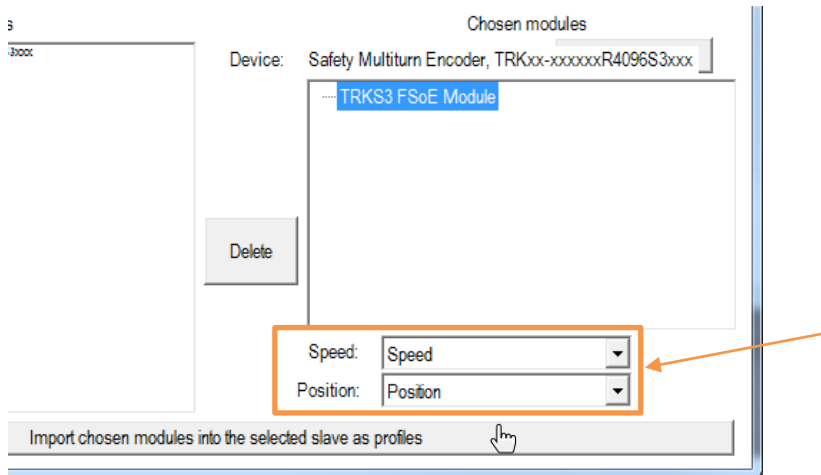 s
Chosen modules
Device: Safety Multiturn Encoder, TRKxx-xxxxxxR4096S3xxx
TRKS3 FSoE Module
Delete
Speed: Speed
Position: Position
Import chosen modules into the selected slave as profiles